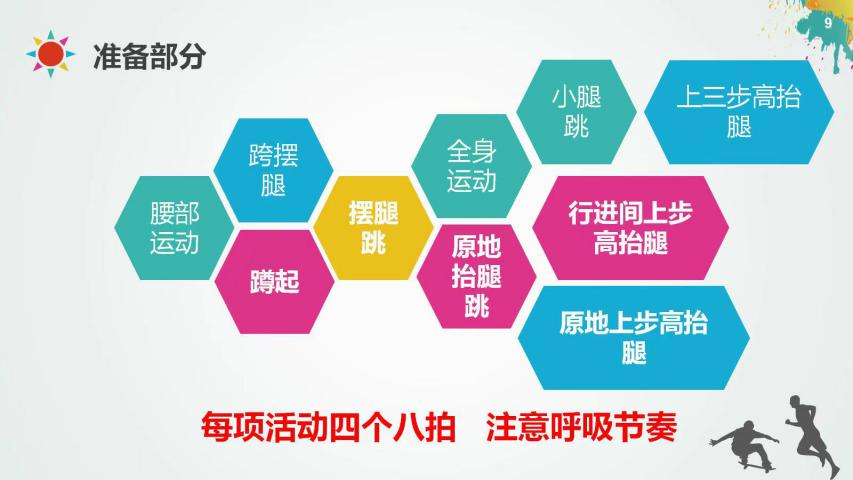 9
准备部分
腰部
运动
跨摆
腿
蹲起
摆腿
跳
全身
运动
原地
抬腿
跳
小腿
跳
上三步高抬
腿
行进间上步
高抬腿
原地上步高抬
腿
每项活动四个八拍 注意呼吸节奏